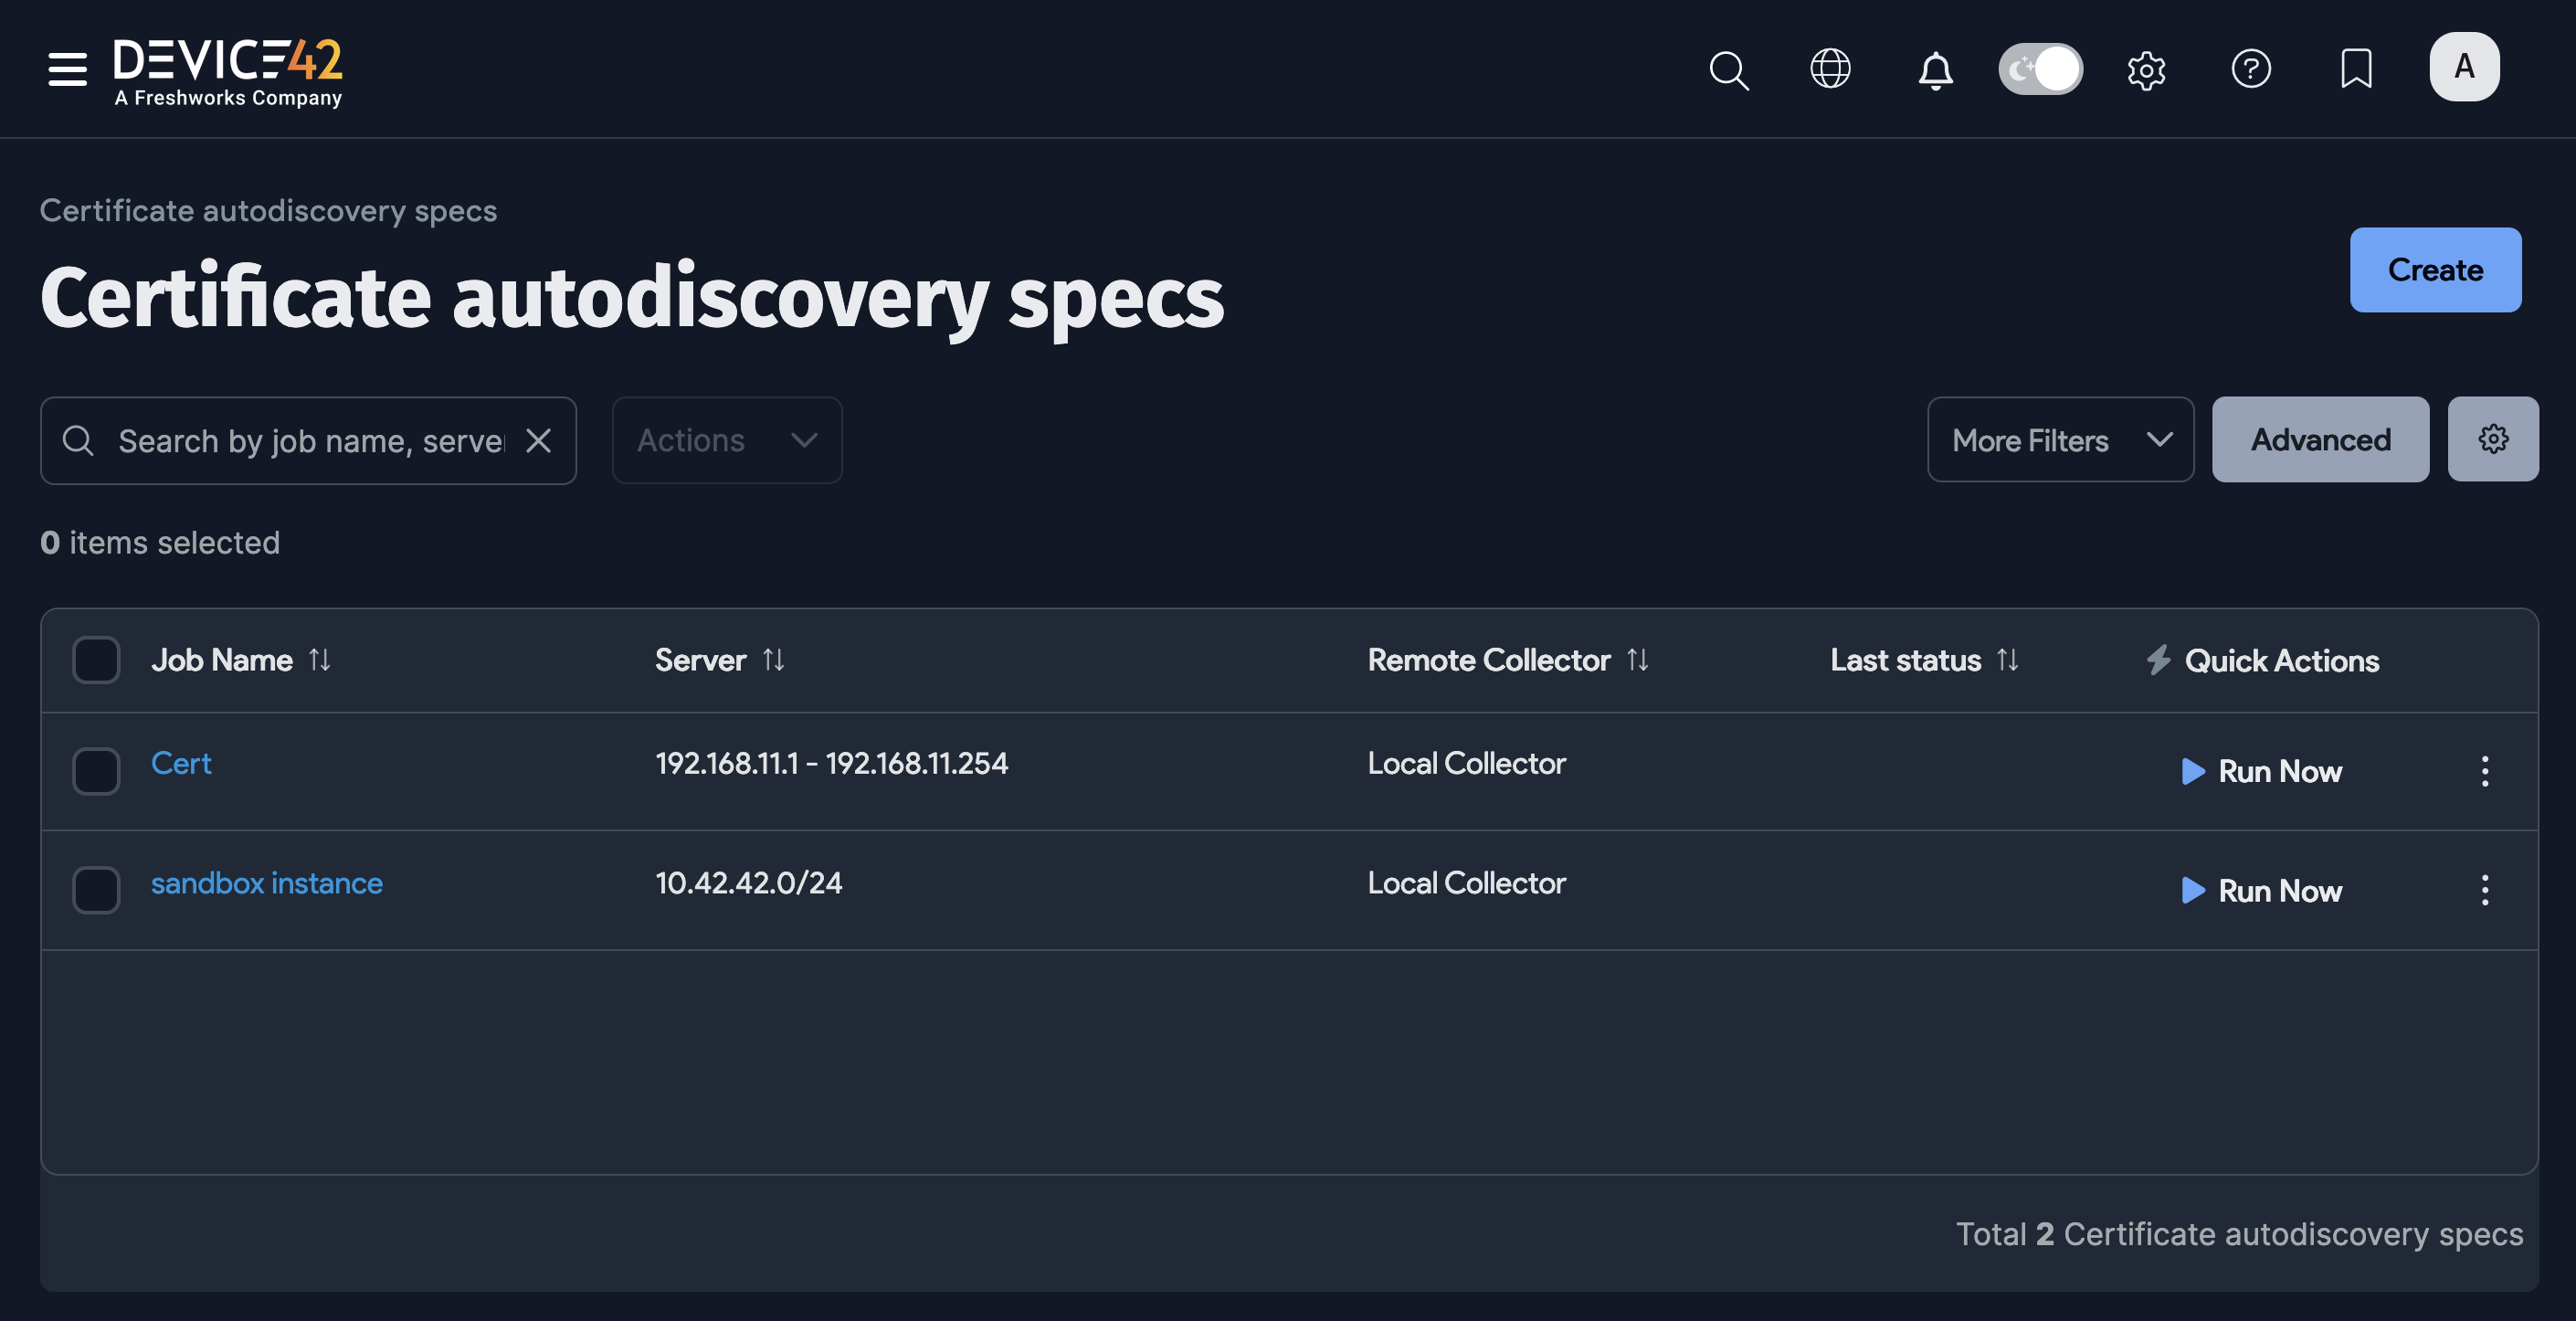 DEVICE42
A Freshworks Company
A
Certificate autodiscovery specs
Certificate autodiscovery specs
Create
Search by job name, serve
Actions
More Filters
Advanced
0 items selected
Job Name Server Remote Collector Last status Quick Actions
Cert 192.168.11.1 - 192.168.11.254 Local Collector Run Now
sandbox instance 10.42.42.0/24 Local Collector Run Now
Total 2 Certificate autodiscovery specs